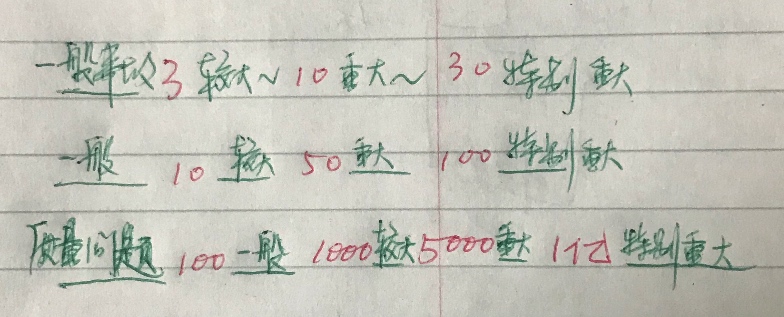 一般事故 3 较大~ 10 重大~ 30 特别重大
一般 10 较大 50 重大 100 特别重大
质量问题 100 一般 1000 较大 5000 重大 1亿 特别重大